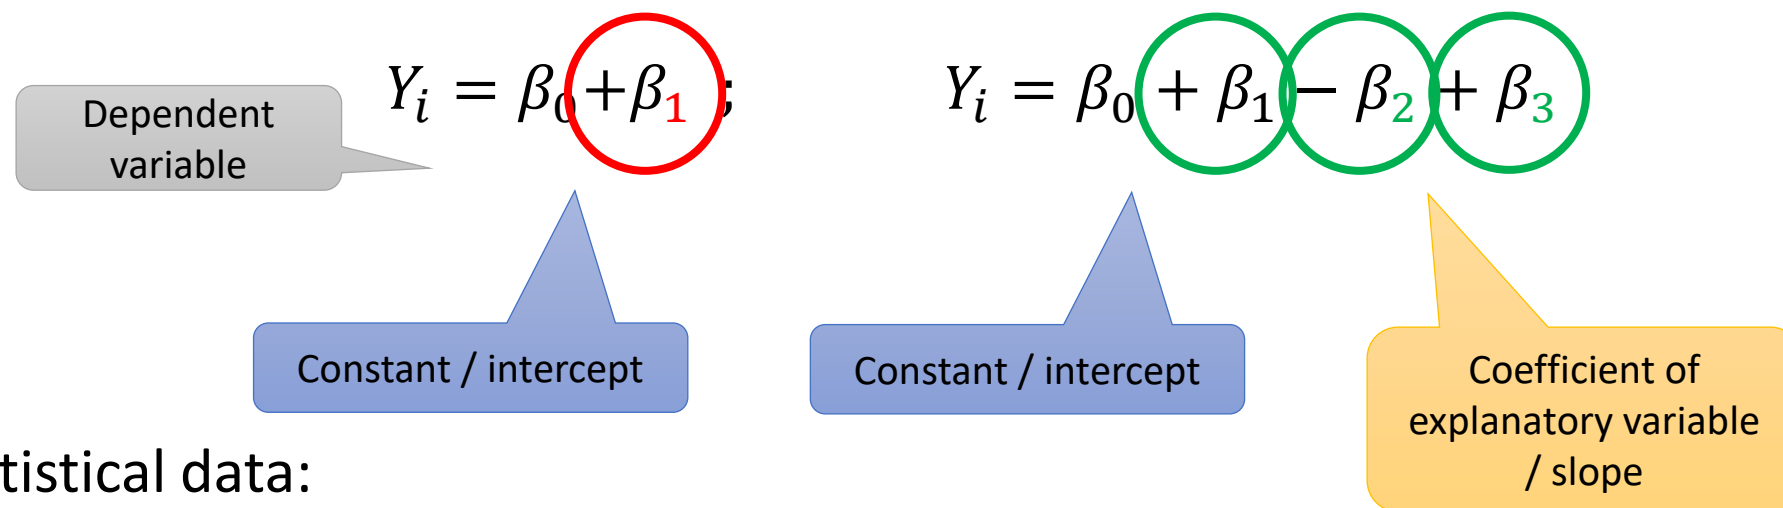 Yᵢ = β₀+β₁ ;
Yᵢ = β₀ + β₁ − β₂ + β₃
Dependent
variable
Constant / intercept
Constant / intercept
Coefficient of
explanatory variable
/ slope
tistical data: